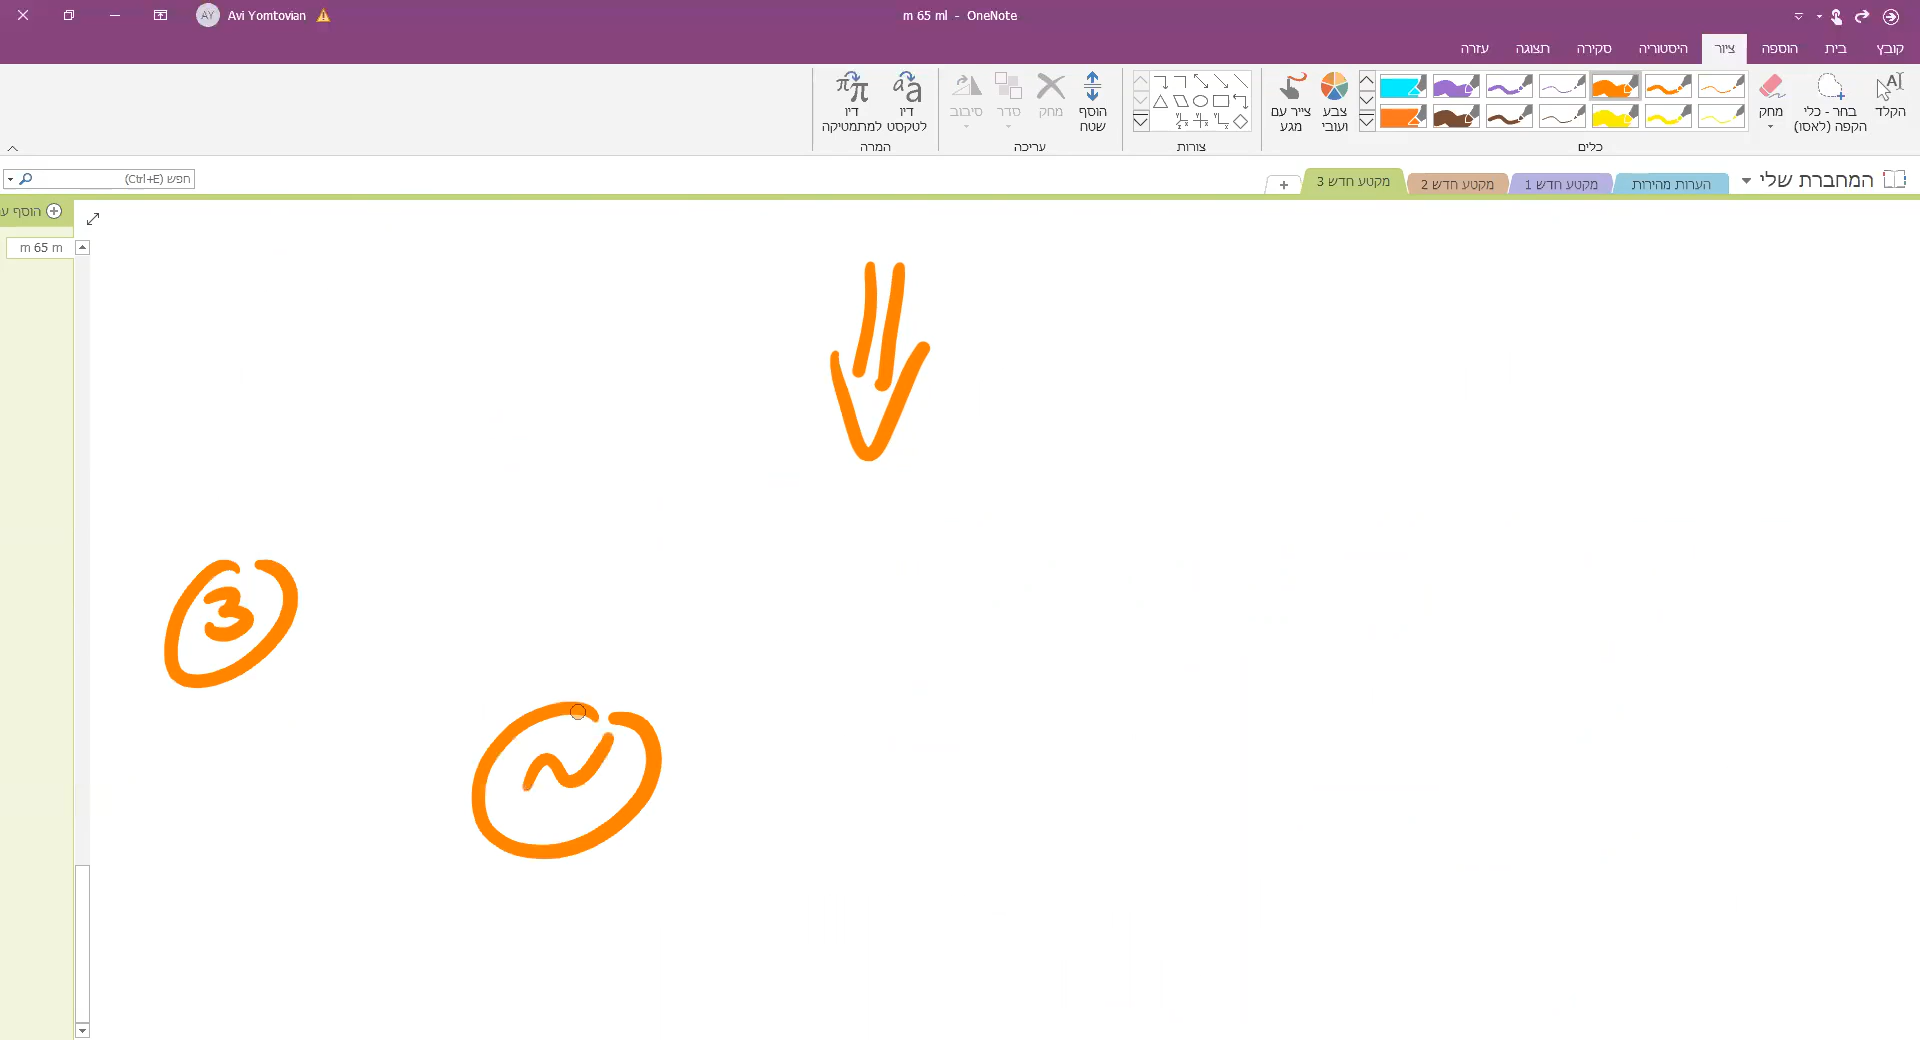 Avi Yomtovian
AY
m 65 ml - OneNote
קובץ
בית
הוספה
ציור
היסטוריה
סקירה
תצוגה
עזרה
הקלד
בחר - כלי הקפה (לאסו)
מחק
כלים
צבע ועובי
צייר עם מגע
צורות
הוסף שטח
מחק
סדר
סיבוב
עריכה
דיו לטקסט
דיו למתמטיקה
המרה
המחברת שלי
הערות מהירות
מקטע חדש 1
מקטע חדש 2
מקטע חדש 3
חפש (Ctrl+E)
הוסף
m 65 m
3